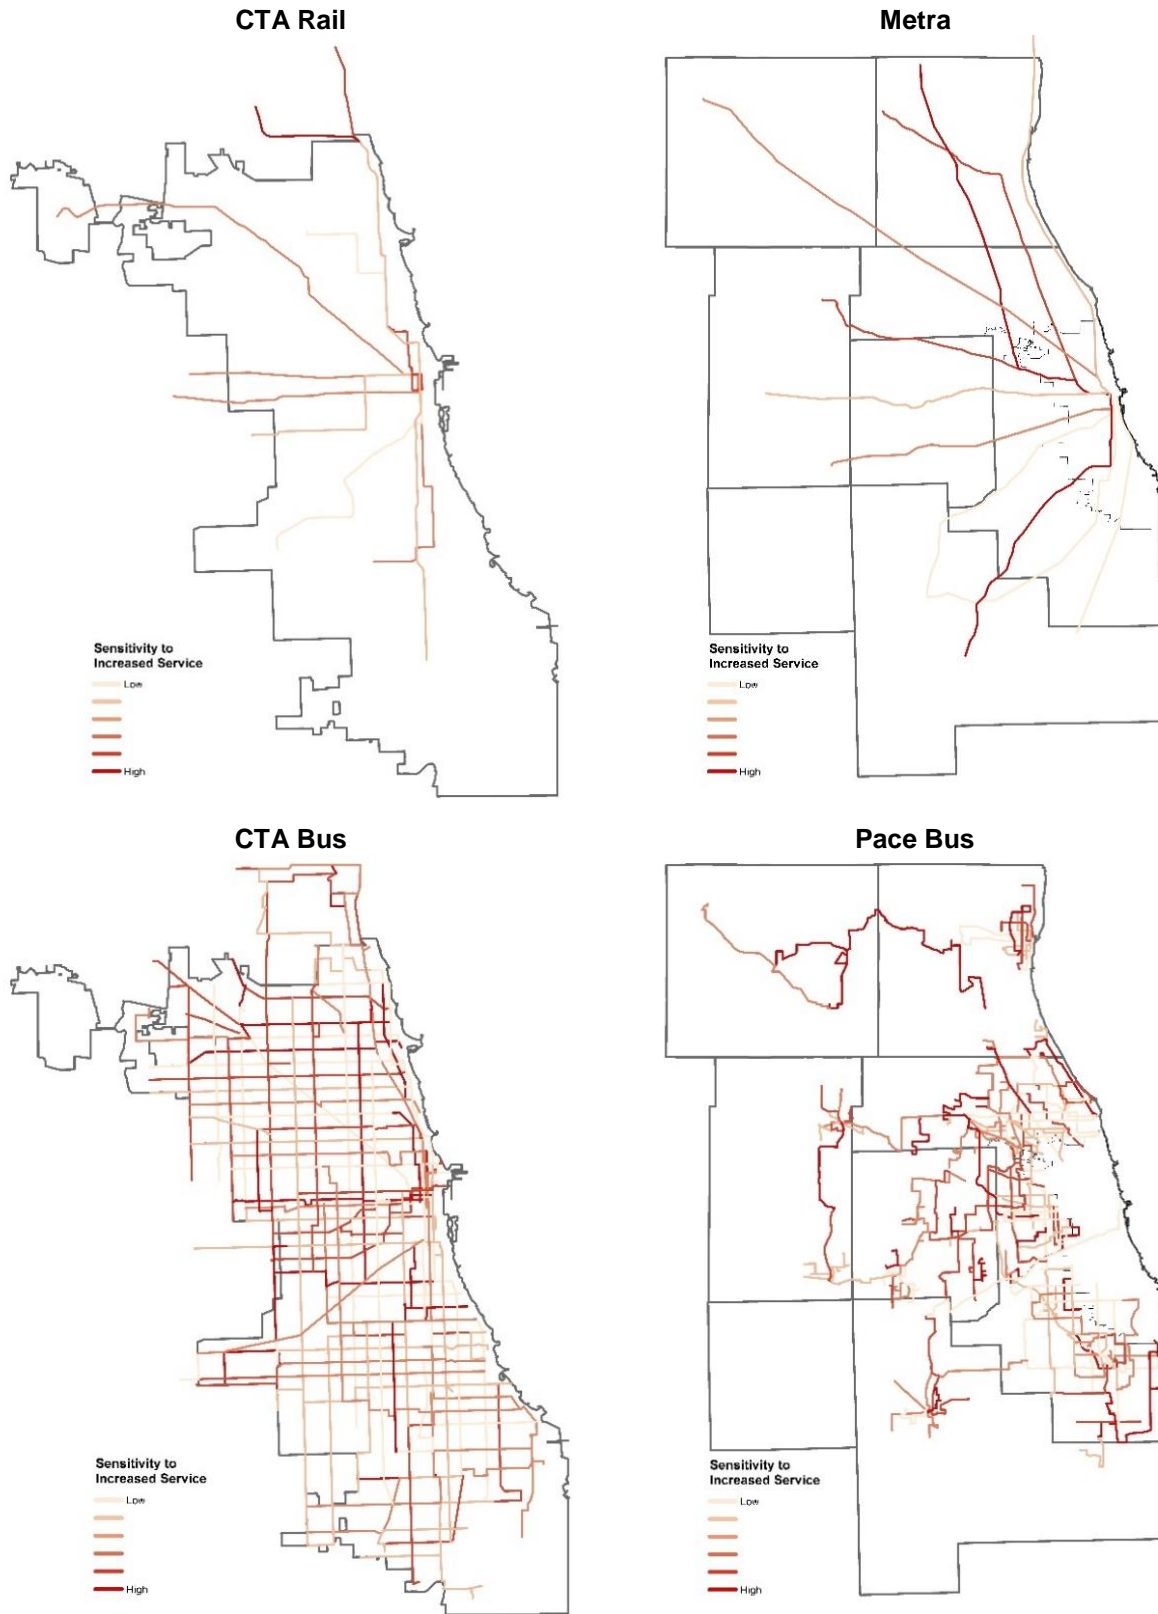 CTA Rail
Metra
Sensitivity to
Increased Service
Low
High
Sensitivity to
Increased Service
Low
High
CTA Bus
Pace Bus
Sensitivity to
Increased Service
Low
High
Sensitivity to
Increased Service
Low
High